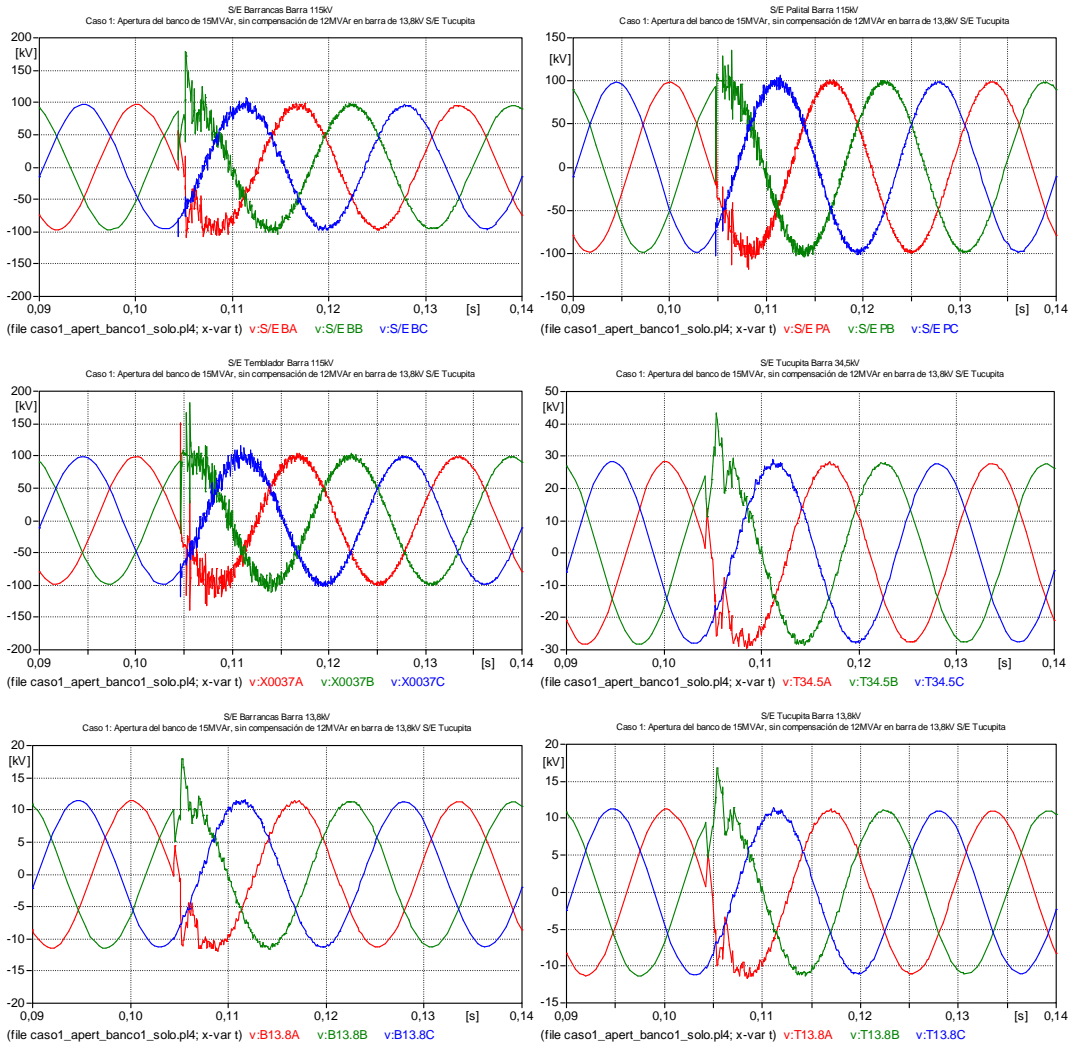 S/E Barrancas Barra 115kV
Caso 1: Apertura del banco de 15MVAr, sin compensación de 12MVAr en barra de 13,8kV S/E Tucupita
200
[kV]
150
100
50
0
-50
-100
-150
-200
0,09 0,10 0,11 0,12 0,13 [s] 0,14
(file caso1_apert_banco1_solo.pl4; x-var t) v:S/E BA v:S/E BB v:S/E BC
S/E Palital Barra 115kV
Caso 1: Apertura del banco de 15MVAr, sin compensación de 12MVAr en barra de 13,8kV S/E Tucupita
150
[kV]
100
50
0
-50
-100
-150
0,09 0,10 0,11 0,12 0,13 [s] 0,14
(file caso1_apert_banco1_solo.pl4; x-var t) v:S/E PA v:S/E PB v:S/E PC
S/E Temblador Barra 115kV
Caso 1: Apertura del banco de 15MVAr, sin compensación de 12MVAr en barra de 13,8kV S/E Tucupita
200
[kV]
150
100
50
0
-50
-100
-150
-200
0,09 0,10 0,11 0,12 0,13 [s] 0,14
(file caso1_apert_banco1_solo.pl4; x-var t) v:X0037A v:X0037B v:X0037C
S/E Tucupita Barra 34,5kV
Caso 1: Apertura del banco de 15MVAr, sin compensación de 12MVAr en barra de 13,8kV S/E Tucupita
50
[kV]
40
30
20
10
0
-10
-20
-30
0,09 0,10 0,11 0,12 0,13 [s] 0,14
(file caso1_apert_banco1_solo.pl4; x-var t) v:T34.5A v:T34.5B v:T34.5C
S/E Barrancas Barra 13,8kV
Caso 1: Apertura del banco de 15MVAr, sin compensación de 12MVAr en barra de 13,8kV S/E Tucupita
20
[kV]
15
10
5
0
-5
-10
-15
-20
0,09 0,10 0,11 0,12 0,13 [s] 0,14
(file caso1_apert_banco1_solo.pl4; x-var t) v:B13.8A v:B13.8B v:B13.8C
S/E Tucupita Barra 13,8kV
Caso 1: Apertura del banco de 15MVAr, sin compensación de 12MVAr en barra de 13,8kV S/E Tucupita
20
[kV]
15
10
5
0
-5
-10
-15
0,09 0,10 0,11 0,12 0,13 [s] 0,14
(file caso1_apert_banco1_solo.pl4; x-var t) v:T13.8A v:T13.8B v:T13.8C